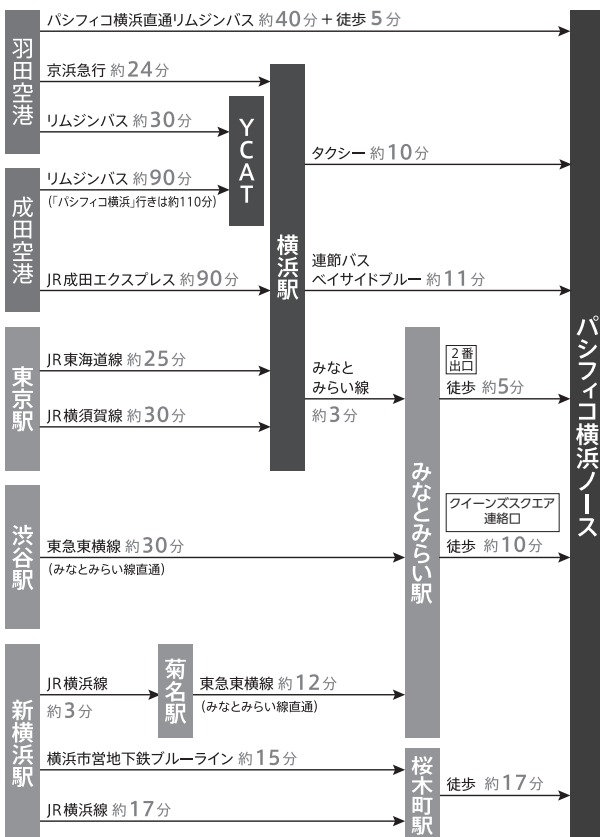 羽田空港
パシフィコ横浜直通リムジンバス 約40分+徒歩5分
京浜急行 約24分
リムジンバス 約30分
成田空港
リムジンバス 約90分
(「パシフィコ横浜」行きは約110分)
JR成田エクスプレス 約90分
YCAT
東京駅
JR東海道線 約25分
JR横須賀線 約30分
横浜駅
タクシー 約10分
連節バス
ベイサイドブルー 約11分
みなと
みらい線
約3分
渋谷駅
東急東横線 約30分
(みなとみらい線直通)
新横浜駅
JR横浜線
約3分
菊名駅
東急東横線 約12分
(みなとみらい線直通)
横浜市営地下鉄ブルーライン 約15分
JR横浜線 約17分
みなとみらい駅
2番
出口
徒歩 約5分
クイーンズスクエア
連絡口
徒歩 約10分
桜木町駅
徒歩 約17分
パシフィコ横浜ノース